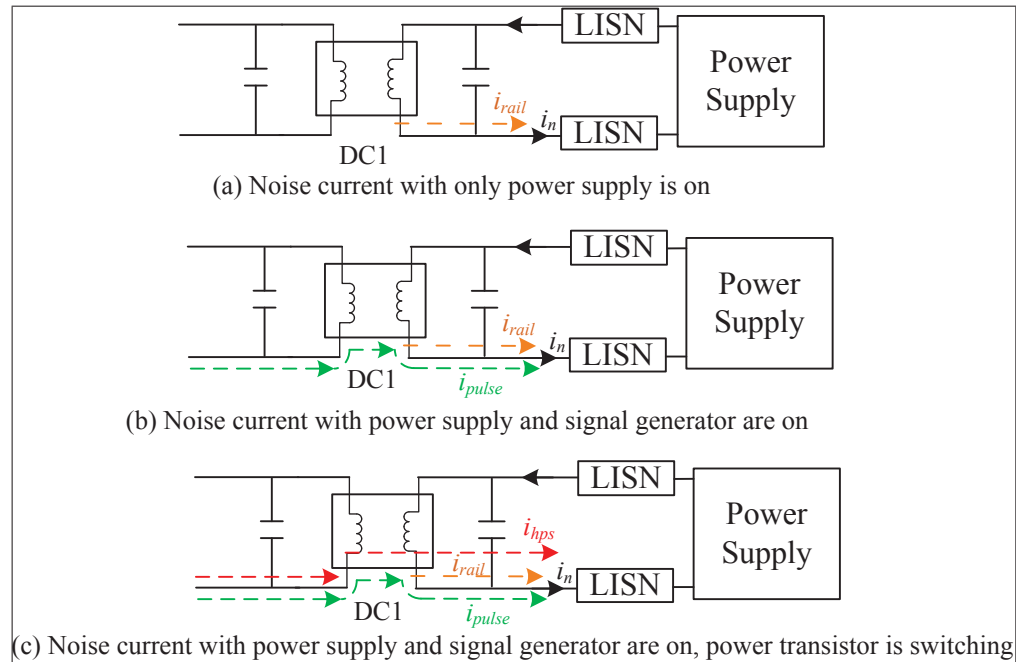 LISN
Power
Supply
i_rail
i_n
LISN
DC1
(a) Noise current with only power supply is on
LISN
Power
Supply
i_rail
i_n
LISN
DC1
i_pulse
(b) Noise current with power supply and signal generator are on
LISN
Power
Supply
i_hps
i_rail
i_n
LISN
DC1
i_pulse
(c) Noise current with power supply and signal generator are on, power transistor is switching